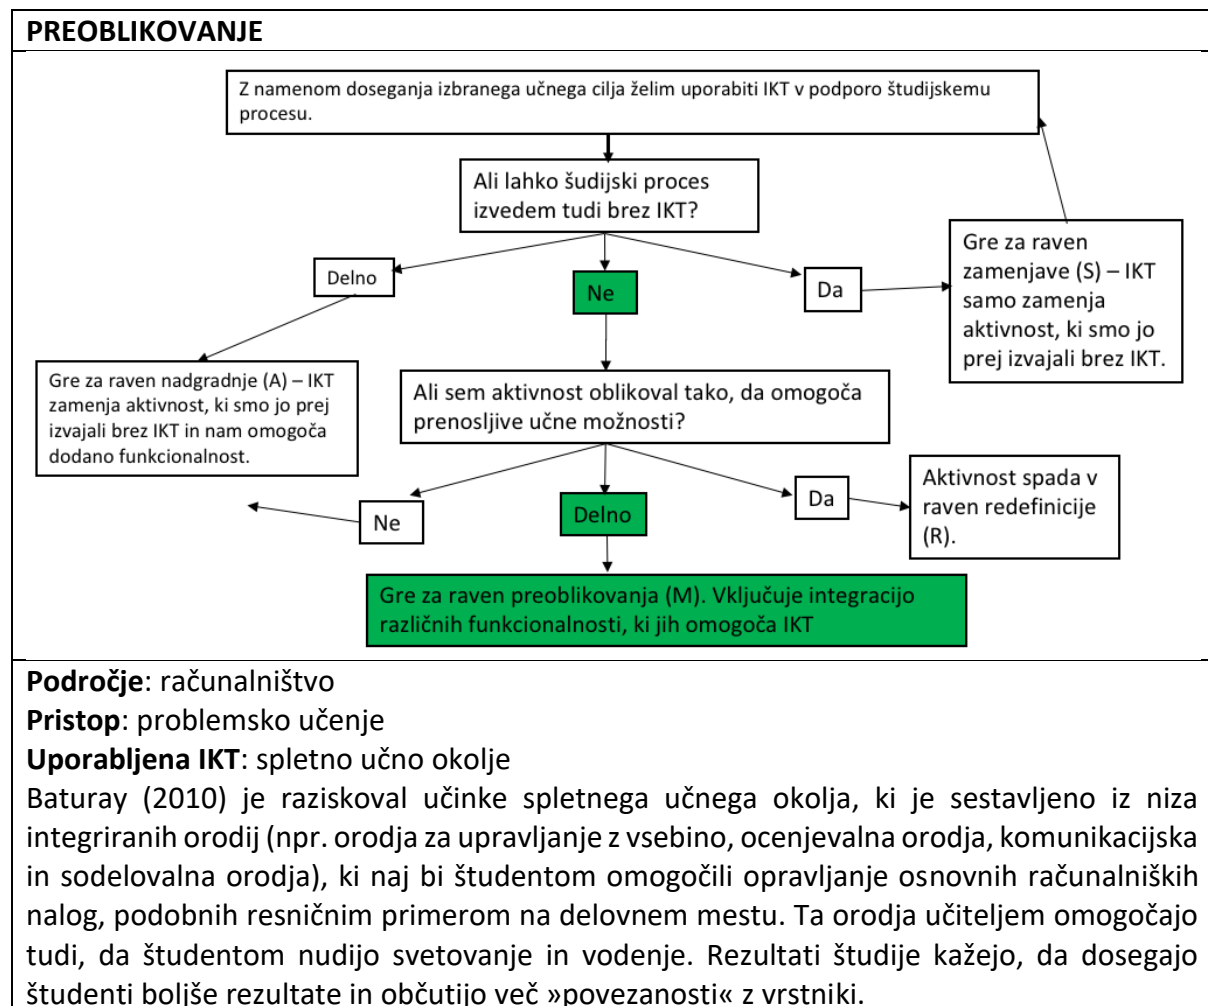 PREOBLIKOVANJE
Z namenom doseganja izbranega učnega cilja želim uporabiti IKT v podporo študijskemu
procesu.
Ali lahko šudijski proces
izvedem tudi brez IKT?
Delno
Ne
Da
Gre za raven
zamenjave (S) – IKT
samo zamenja
aktivnost, ki smo jo
prej izvajali brez IKT.
Gre za raven nadgradnje (A) – IKT
zamenja aktivnost, ki smo jo prej
izvajali brez IKT in nam omogoča
dodano funkcionalnost.
Ali sem aktivnost oblikoval tako, da omogoča
prenosljive učne možnosti?
Ne
Delno
Da
Aktivnost spada v
raven redefinicije
(R).
Gre za raven preoblikovanja (M). Vključuje integracijo
različnih funkcionalnosti, ki jih omogoča IKT
Področje: računalništvo
Pristop: problemsko učenje
Uporabljena IKT: spletno učno okolje
Baturay (2010) je raziskoval učinke spletnega učnega okolja, ki je sestavljeno iz niza
integriranih orodij (npr. orodja za upravljanje z vsebino, ocenjevalna orodja, komunikacijska
in sodelovalna orodja), ki naj bi študentom omogočili opravljanje osnovnih računalniških
nalog, podobnih resničnim primerom na delovnem mestu. Ta orodja učiteljem omogočajo
tudi, da študentom nudijo svetovanje in vodenje. Rezultati študije kažejo, da dosegajo
študenti boljše rezultate in občutijo več »povezanosti« z vrstniki.